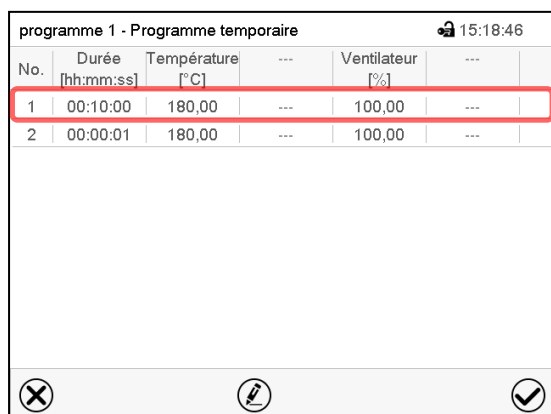 programme 1 - Programme temporaire 15:18:46
No. Durée [hh:mm:ss] Température [°C] --- Ventilateur [%] ---
1 00:10:00 180,00 --- 100,00 ---
2 00:00:01 180,00 --- 100,00 ---